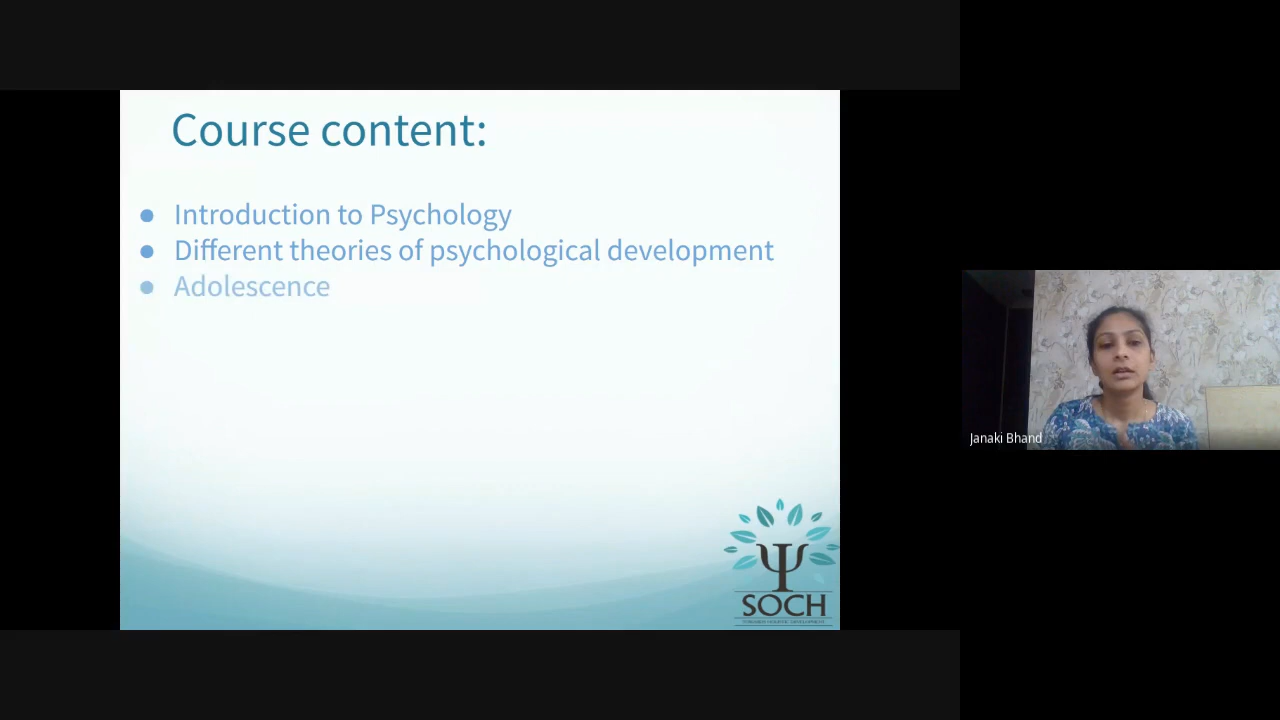 Course content:
● Introduction to Psychology
● Different theories of psychological development
● Adolescence
Janaki Bhand
SOCH